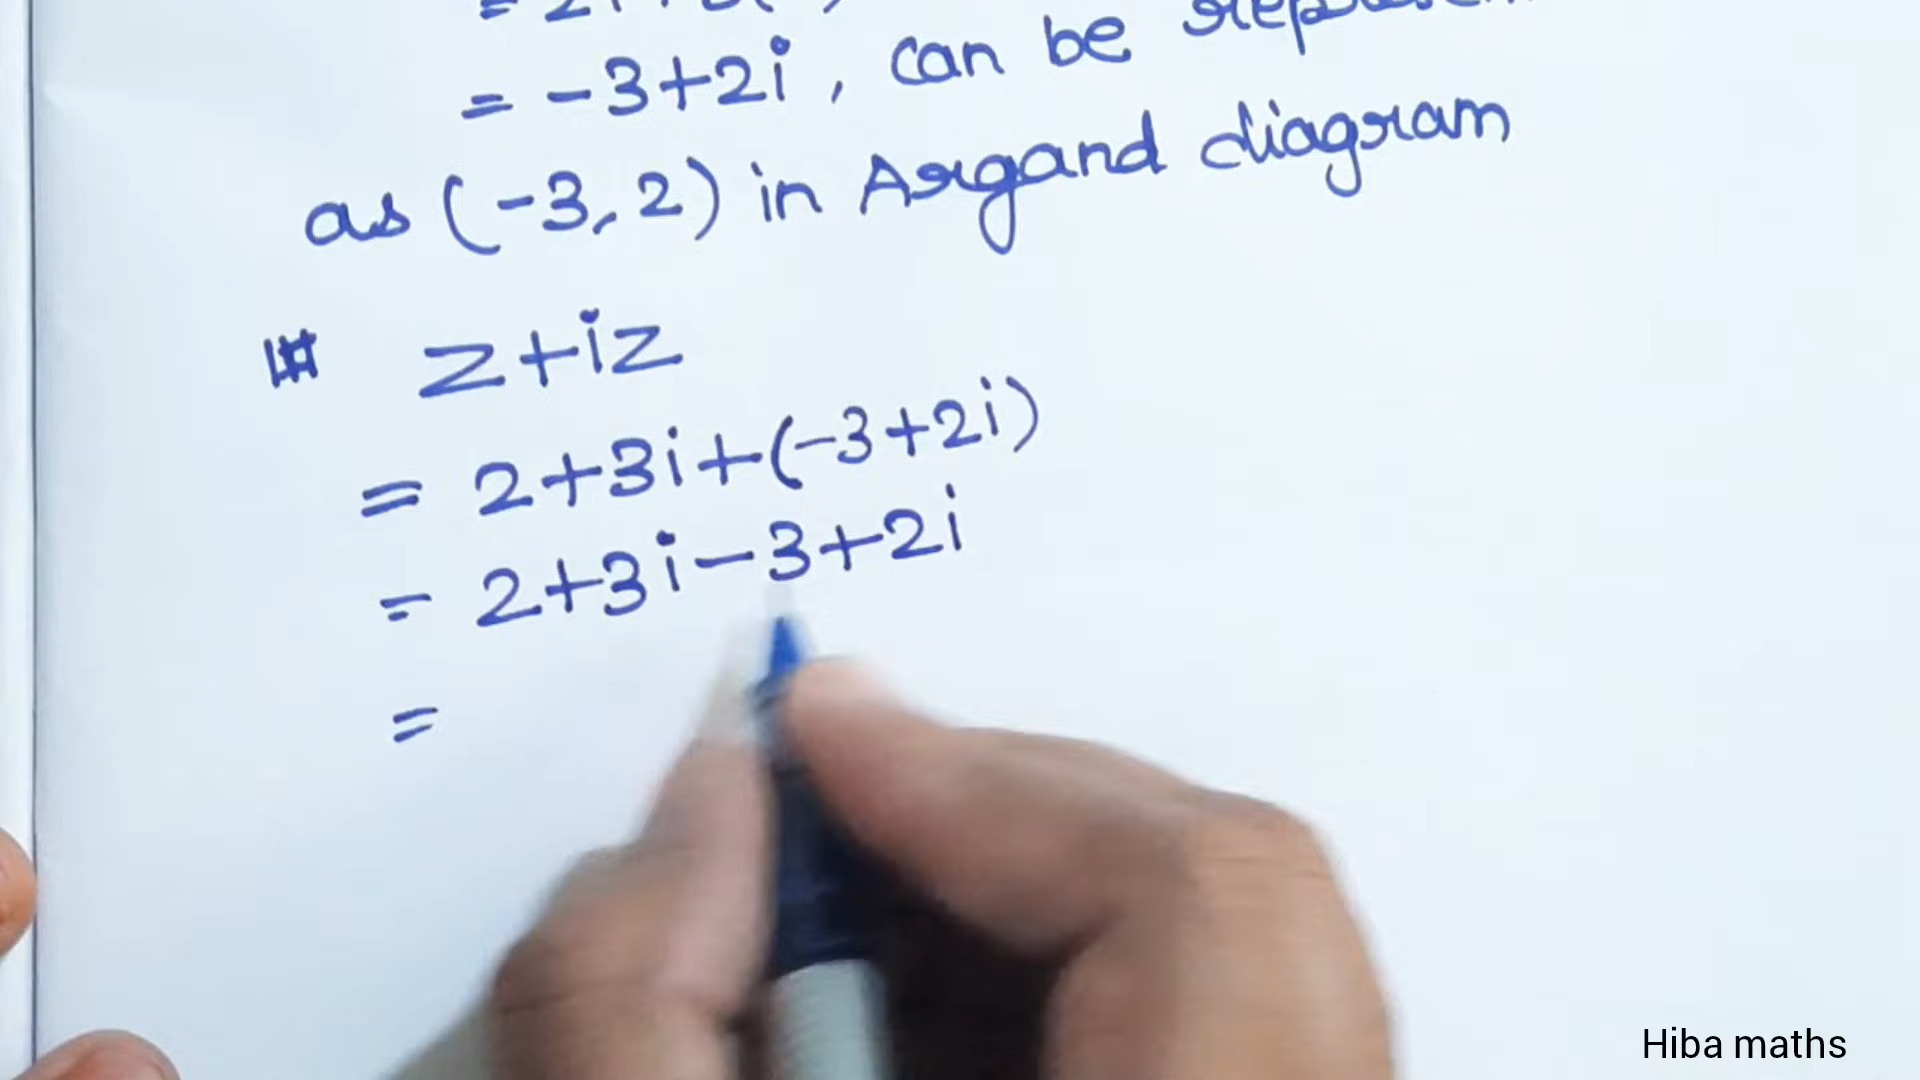 = -3+2i, can be
as (-3, 2) in Argand diagram
z+iz
= 2+3i+(-3+2i)
= 2+3i-3+2i
=
Hiba maths